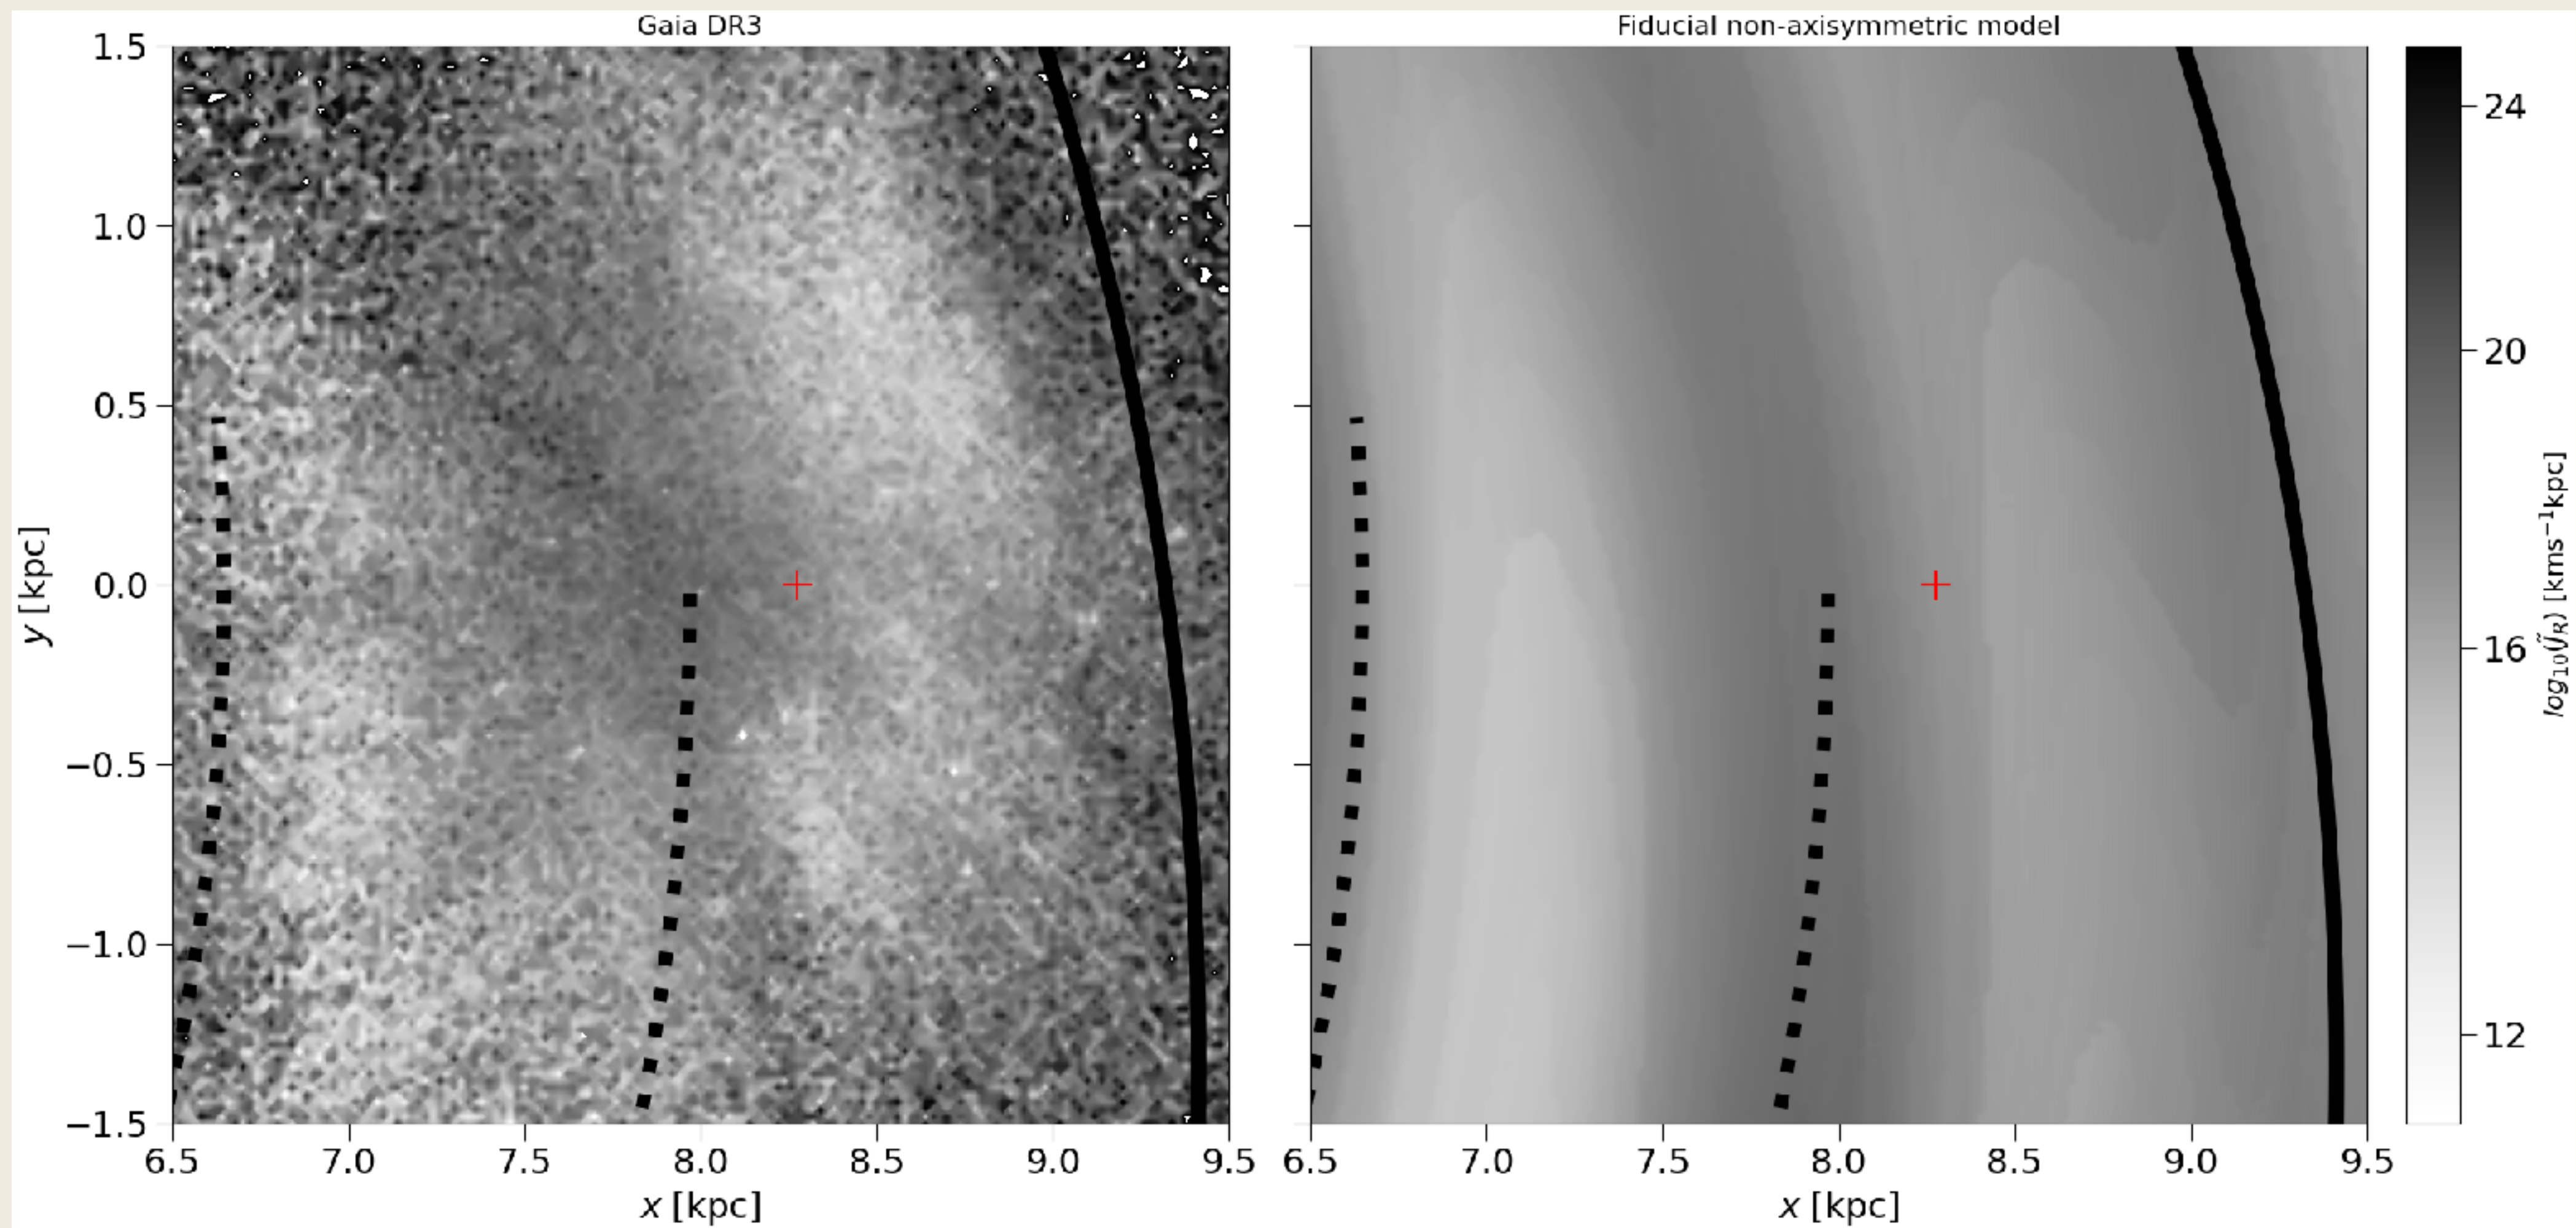 Gaia DR3
Fiducial non-axisymmetric model
1.5
1.0
0.5
0.0
−0.5
−1.0
−1.5
y [kpc]
6.5 7.0 7.5 8.0 8.5 9.0 9.5
x [kpc]
6.5 7.0 7.5 8.0 8.5 9.0 9.5
x [kpc]
24
20
16
12
log₁₀(J̃_R) [kms⁻¹kpc]